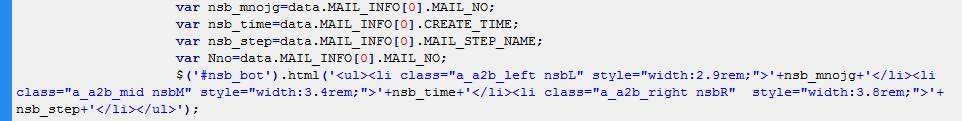 var nsb_mnojg=data.MAIL_INFO[0].MAIL_NO;
var nsb_time=data.MAIL_INFO[0].CREATE_TIME;
var nsb_step=data.MAIL_INFO[0].MAIL_STEP_NAME;
var Nno=data.MAIL_INFO[0].MAIL_NO;
$('#nsb_bot').html('<ul><li class="a_a2b_left nsbL" style="width:2.9rem;">'+nsb_mnojg+'</li><li
class="a_a2b_mid nsbM" style="width:3.4rem;">'+nsb_time+'</li><li class="a_a2b_right nsbR"  style="width:3.8rem;">'+
nsb_step+'</li></ul>');